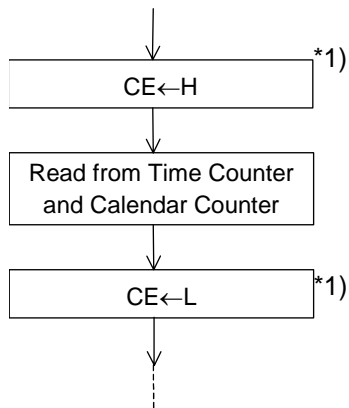 *1)
CE←H
Read from Time Counter
and Calendar Counter
*1)
CE←L